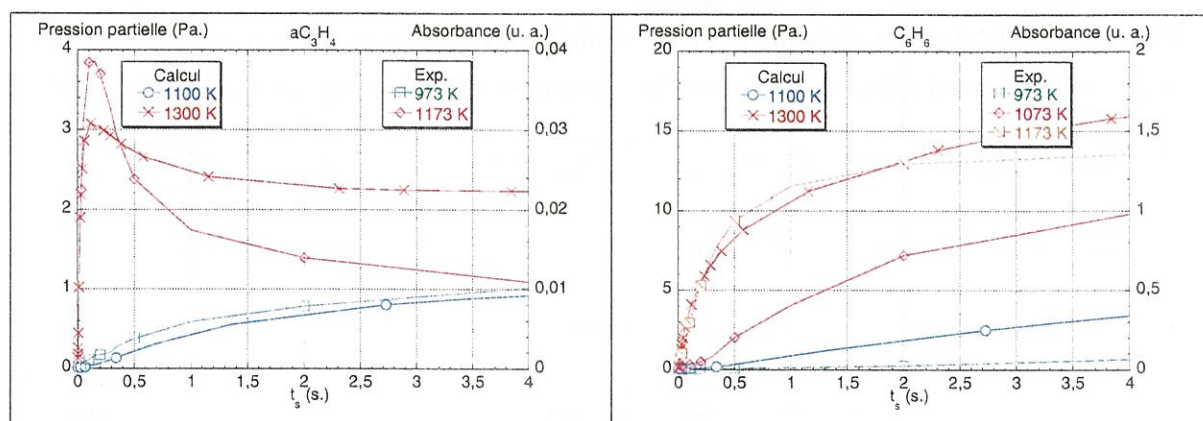 Pression partielle (Pa.) aC₃H₄ Absorbance (u. a.)
4 0,04
Calcul Exp.
1100 K 973 K
1300 K 1173 K
3 0,03
2 0,02
1 0,01
0 0
0 0,5 1 1,5 2 2,5 3 3,5 4
tₛ (s.)
Pression partielle (Pa.) C₆H₆ Absorbance (u. a.)
20 2
Calcul Exp.
1100 K 973 K
1300 K 1073 K
1173 K
15 1,5
10 1
5 0,5
0 0
0 0,5 1 1,5 2 2,5 3 3,5 4
tₛ (s.)